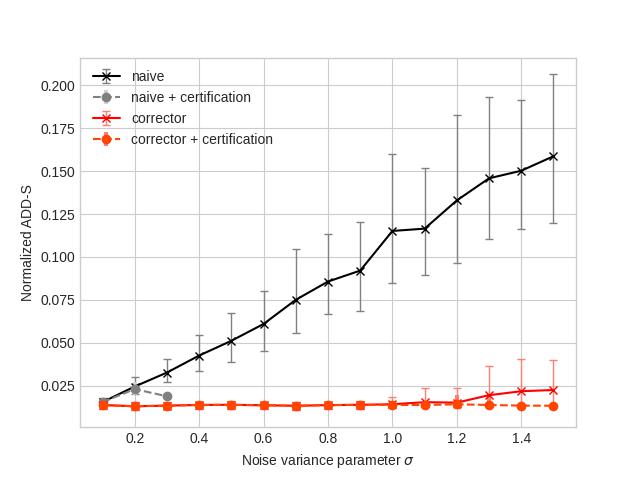 naive
naive + certification
corrector
corrector + certification
0.200
0.175
0.150
0.125
0.100
0.075
0.050
0.025
Normalized ADD-S
0.2 0.4 0.6 0.8 1.0 1.2 1.4
Noise variance parameter σ